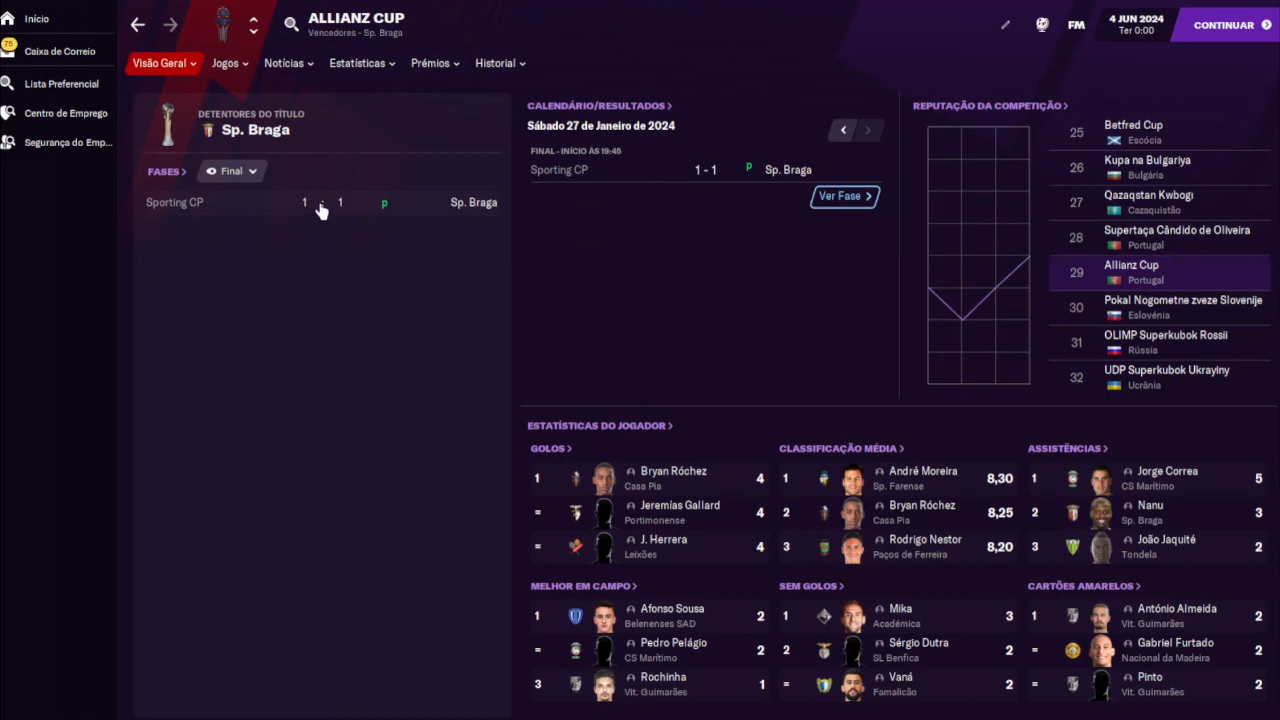 Início
75
Caixa de Correio
Lista Preferencial
Centro de Emprego
Segurança do Emp...
ALLIANZ CUP
Vencedores - Sp. Braga
FM
4 JUN 2024
Ter 0:00
CONTINUAR
Visão Geral
Jogos
Notícias
Estatísticas
Prémios
Historial
DETENTORES DO TÍTULO
Sp. Braga
FASES
Final
Sporting CP 1 - 1 p Sp. Braga
CALENDÁRIO/RESULTADOS
Sábado 27 de Janeiro de 2024
FINAL - INÍCIO ÀS 19:45
Sporting CP 1 - 1 p Sp. Braga
Ver Fase
REPUTAÇÃO DA COMPETIÇÃO
25 Betfred Cup
Escócia
26 Kupa na Bulgariya
Bulgária
27 Qazaqstan Kwbogı
Cazaquistão
28 Supertaça Cândido de Oliveira
Portugal
29 Allianz Cup
Portugal
30 Pokal Nogometne zveze Slovenije
Eslovénia
31 OLIMP Superkubok Rossii
Rússia
32 UDP Superkubok Ukrayiny
Ucrânia
ESTATÍSTICAS DO JOGADOR
GOLOS
1 Bryan Róchez 4
Casa Pia
= Jeremías Gallard 4
Portimonense
= J. Herrera 4
Leixões
CLASSIFICAÇÃO MÉDIA
1 André Moreira 8,30
Sp. Farense
2 Bryan Róchez 8,25
Casa Pia
3 Rodrigo Nestor 8,20
Paços de Ferreira
ASSISTÊNCIAS
1 Jorge Correa 5
CS Marítimo
2 Nanu 3
Sp. Braga
3 João Jaquité 2
Tondela
MELHOR EM CAMPO
1 Afonso Sousa 2
Belenenses SAD
= Pedro Pelágio 2
CS Marítimo
3 Rochinha 1
Vit. Guimarães
SEM GOLOS
1 Mika 3
Académica
2 Sérgio Dutra 2
SL Benfica
= Vaná 2
Famalicão
CARTÕES AMARELOS
1 António Almeida 2
Vit. Guimarães
= Gabriel Furtado 2
Nacional da Madeira
= Pinto 2
Vit. Guimarães